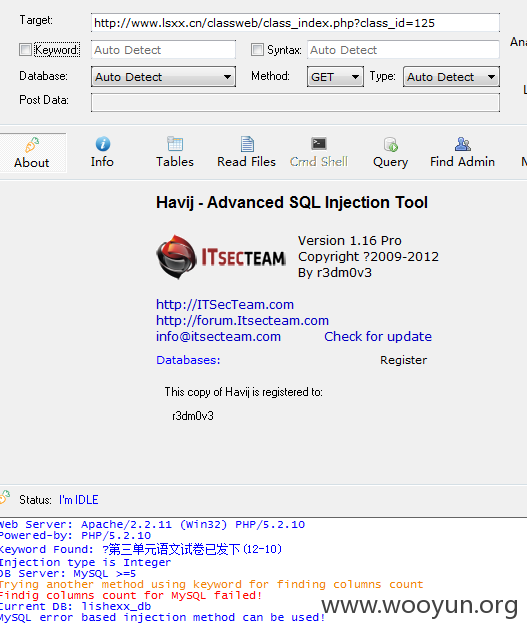 Target: http://www.lsxx.cn/classweb/class_index.php?class_id=125
Keyword: Auto Detect Syntax: Auto Detect
Database: Auto Detect Method: GET Type: Auto Detect
Post Data:
About Info Tables Read Files Cmd Shell Query Find Admin
Havij - Advanced SQL Injection Tool
ITSECTEAM
Version 1.16 Pro
Copyright ?2009-2012
By r3dm0v3
http://ITSecTeam.com
http://forum.Itsecteam.com
info@itsecteam.com Check for update
Databases: Register
This copy of Havij is registered to:
r3dm0v3
Status: I'm IDLE
Web Server: Apache/2.2.11 (Win32) PHP/5.2.10
Powered-by: PHP/5.2.10
Keyword Found: ?第三单元语文试卷已发下(12-10)
Injection type is Integer
DB Server: MySQL >=5
Trying another method using keyword for finding columns count
Findig columns count for MySQL failed!
Current DB: lishexx_db
MySQL error based injection method can be used!
www.wooyun.org